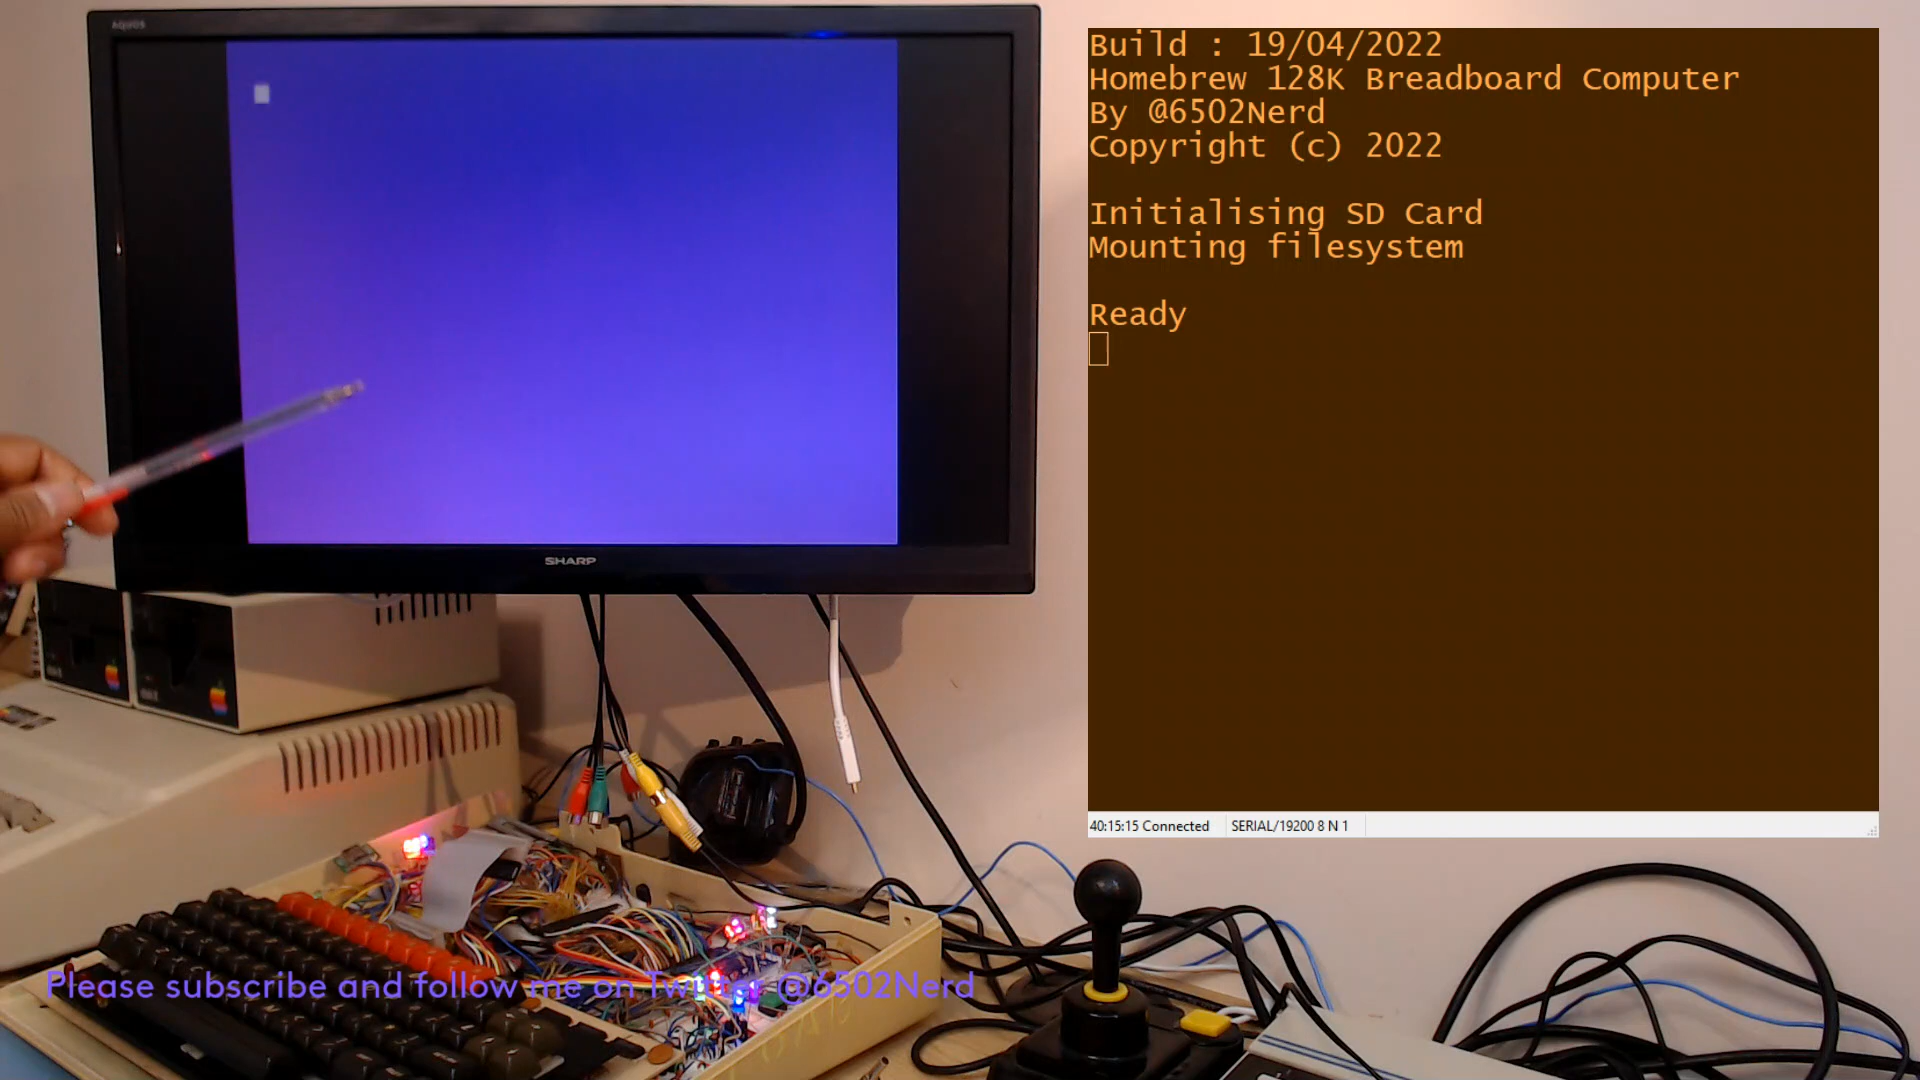 AQUOS
SHARP
Build : 19/04/2022
Homebrew 128K Breadboard Computer
By @6502Nerd
Copyright (c) 2022
Initialising SD Card
Mounting filesystem
Ready
40:15:15 Connected SERIAL/19200 8 N 1
Please subscribe and follow me on Twitter @6502Nerd